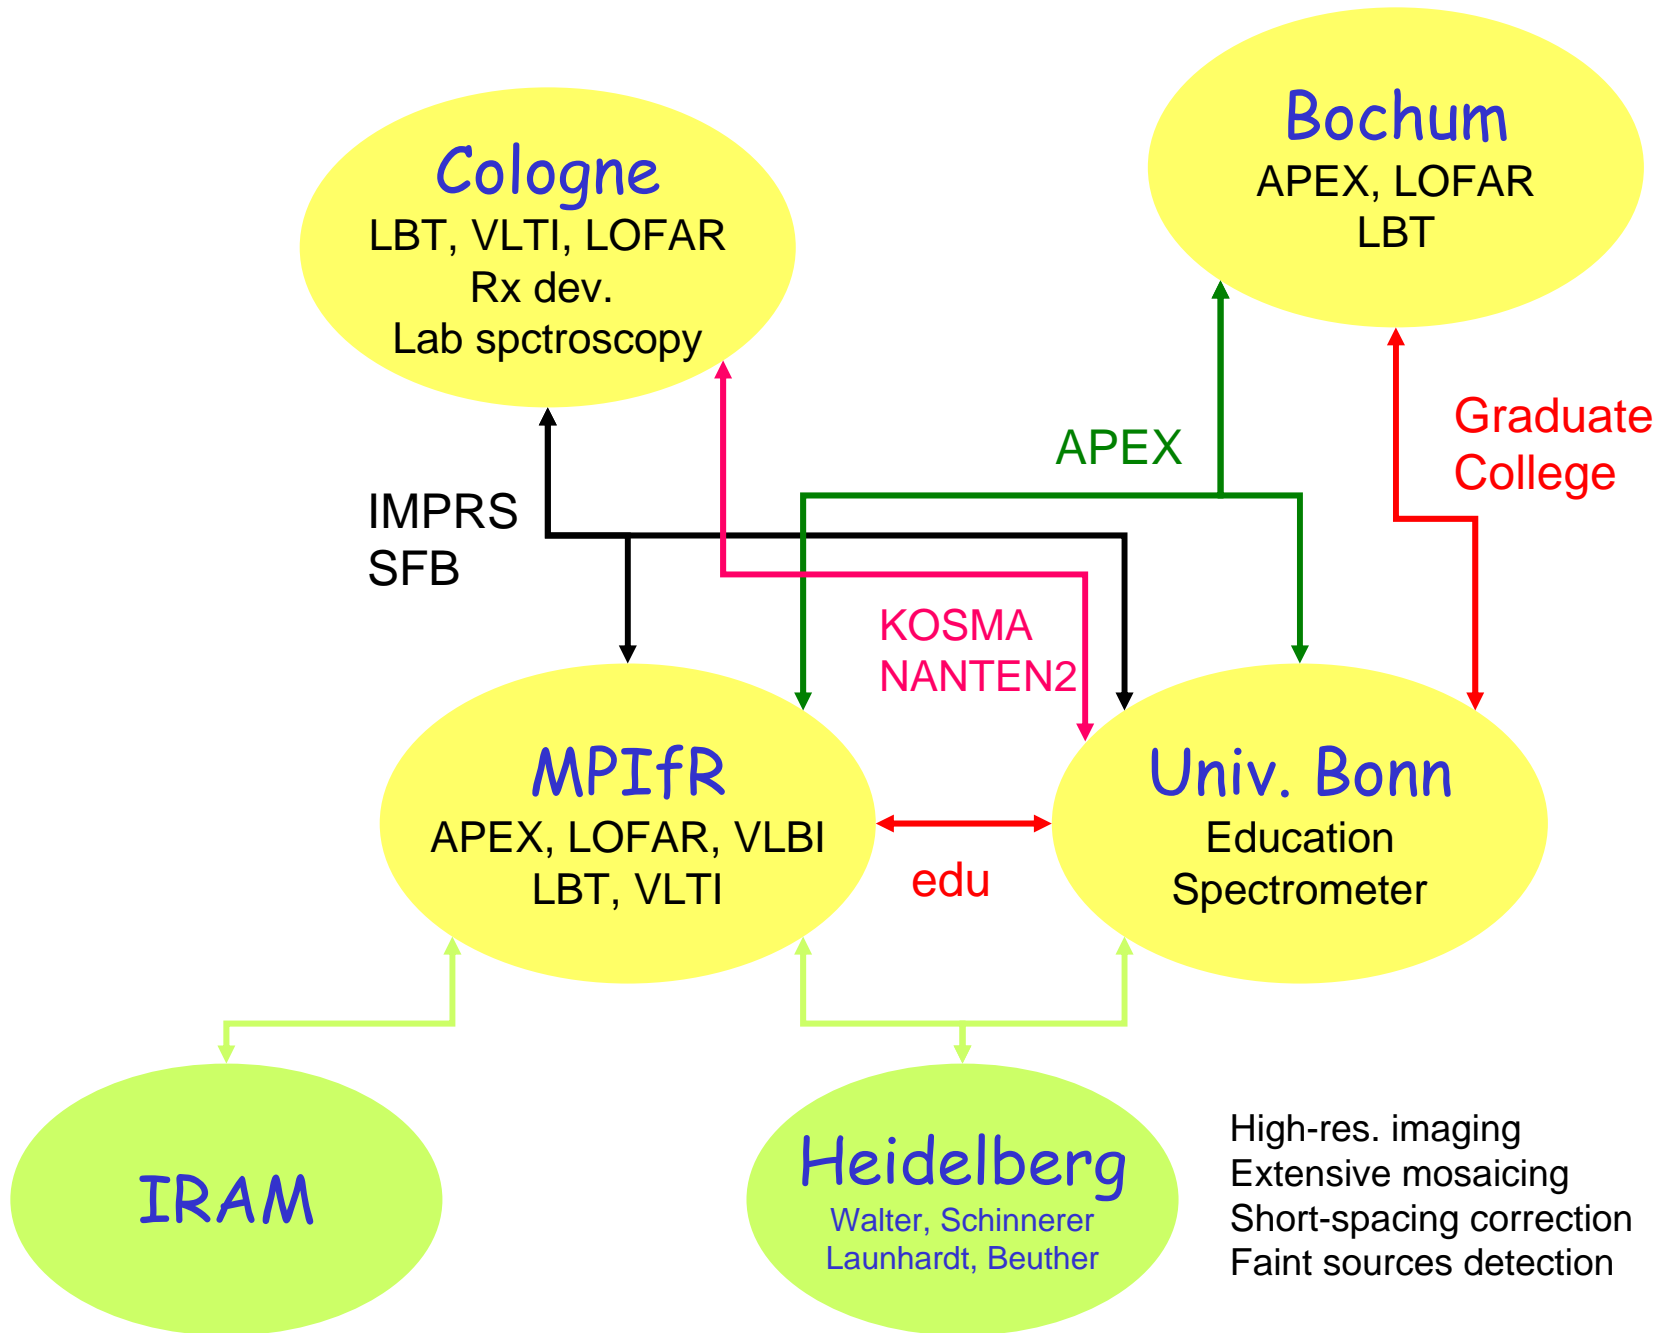 Bochum
APEX, LOFAR
LBT
Cologne
LBT, VLTI, LOFAR
Rx dev.
Lab spctroscopy
Graduate
College
APEX
IMPRS
SFB
KOSMA
NANTEN2
MPIfR
APEX, LOFAR, VLBI
LBT, VLTI
edu
Univ. Bonn
Education
Spectrometer
IRAM
Heidelberg
Walter, Schinnerer
Launhardt, Beuther
High-res. imaging
Extensive mosaicing
Short-spacing correction
Faint sources detection